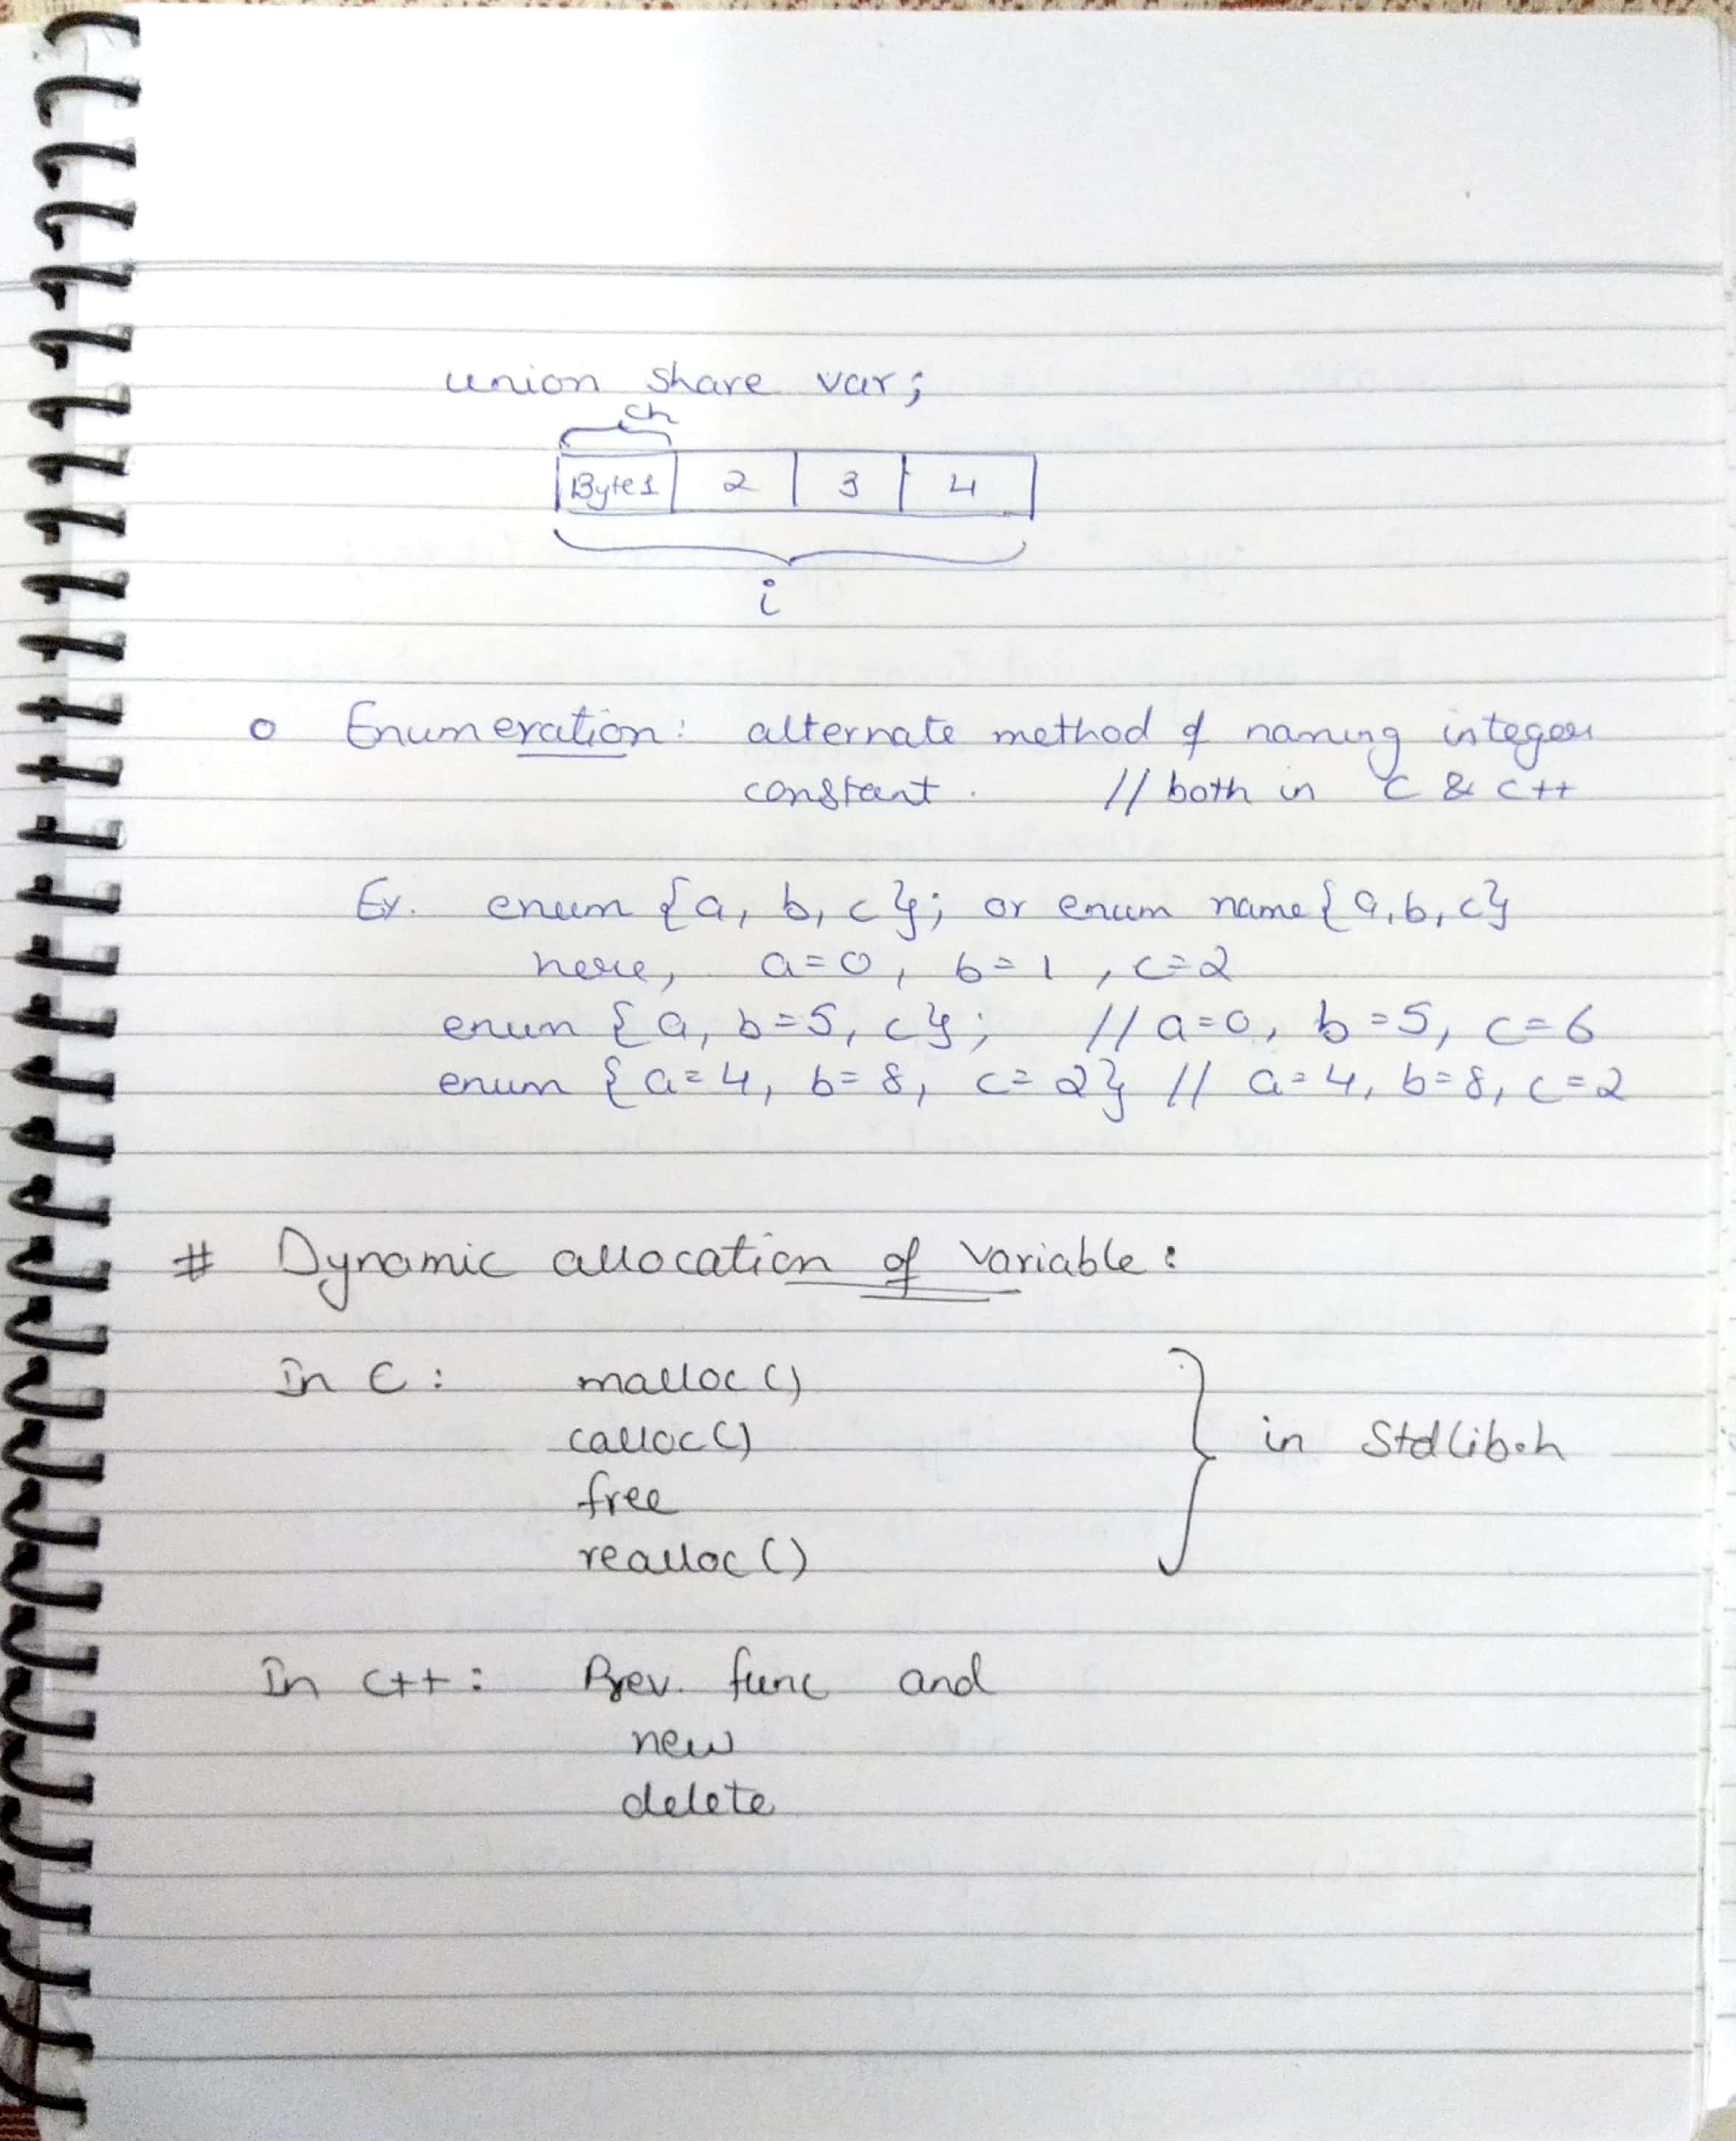 union share var;
ch
Byte1 2 3 4
i
o Enumeration: alternate method of naming integer
constant. // both in C & C++
Ex. enum {a, b, c}; or enum name{a,b,c}
here, a=0, b=1, c=2
enum {a, b=5, c}; // a=0, b=5, c=6
enum {a=4, b=8, c=2} // a=4, b=8, c=2
# Dynamic allocation of Variable:
In C: malloc()
calloc()
free
in Stdlib.h
realloc()
In C++: Prev. func and
new
delete